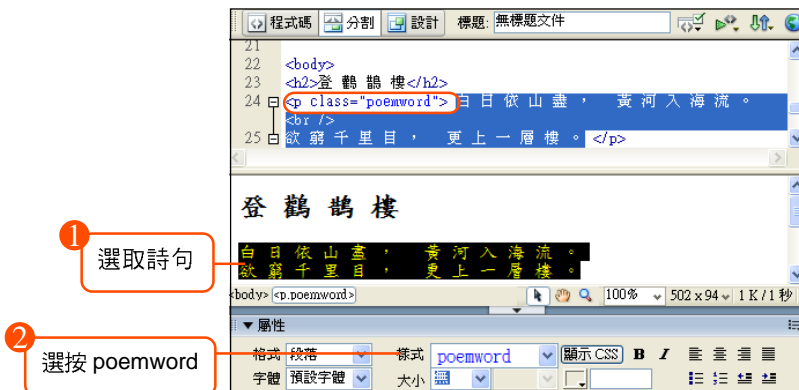 程式碼 分割 設計 標題: 無標題文件
21
22 <body>
23 <h2>登 鸛 鵲 樓</h2>
24 <p class="poemword"> 白 日 依 山 盡 ， 黃 河 入 海 流 。
<br />
25 欲 窮 千 里 目 ， 更 上 一 層 樓 。 </p>
登 鸛 鵲 樓
1 選取詩句
白 日 依 山 盡 ， 黃 河 入 海 流 。
欲 窮 千 里 目 ， 更 上 一 層 樓 。
<body> <p.poemword> 100% 502 x 94 1 K / 1 秒
▼ 屬性
2 選按 poemword
格式 段落 樣式 poemword 顯示 CSS B I
字體 預設字體 大小 無